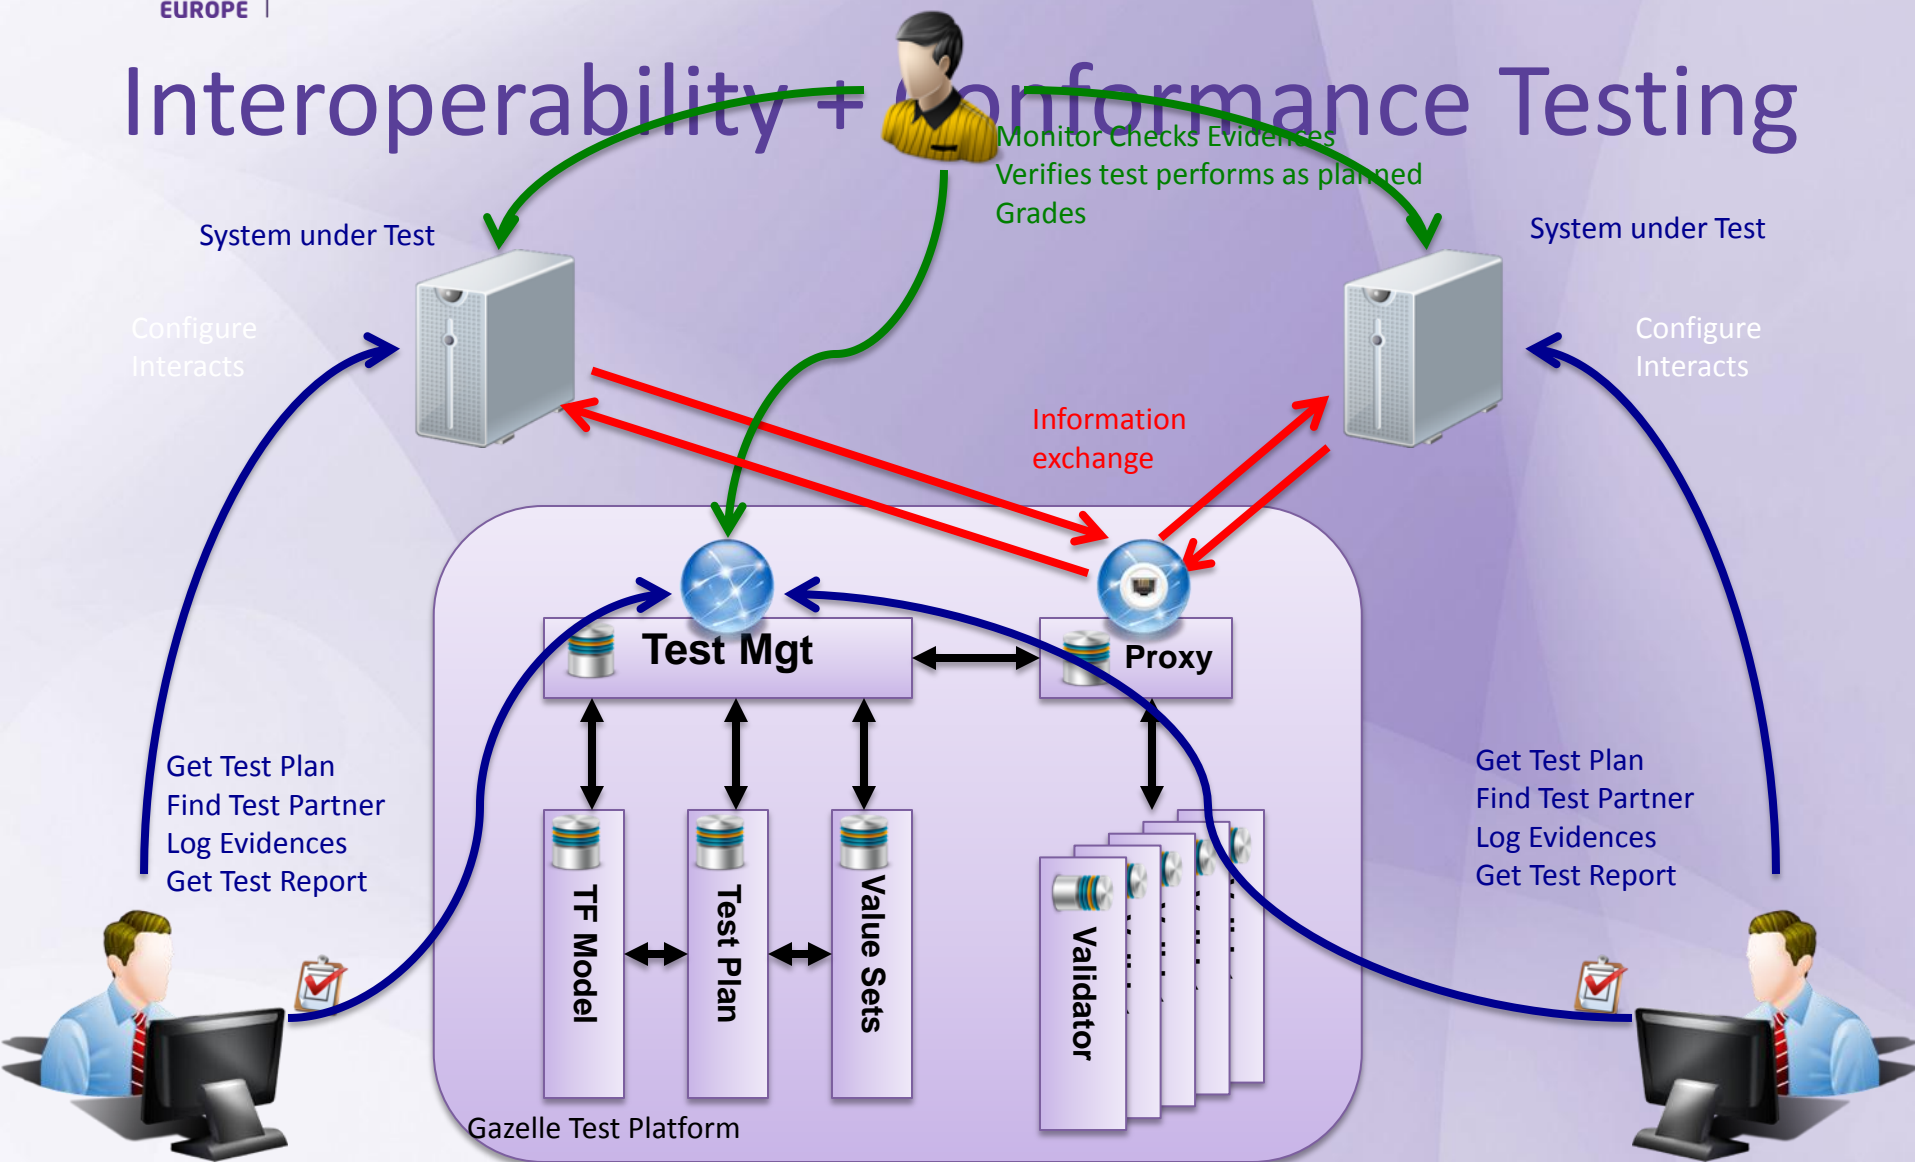 EUROPE
Interoperability + Conformance Testing
Monitor Checks Evidences
Verifies test performs as planned
Grades
System under Test
System under Test
Configure
Interacts
Configure
Interacts
Information
exchange
Test Mgt
Proxy
Get Test Plan
Find Test Partner
Log Evidences
Get Test Report
Get Test Plan
Find Test Partner
Log Evidences
Get Test Report
TF Model
Test Plan
Value Sets
Validator
Gazelle Test Platform